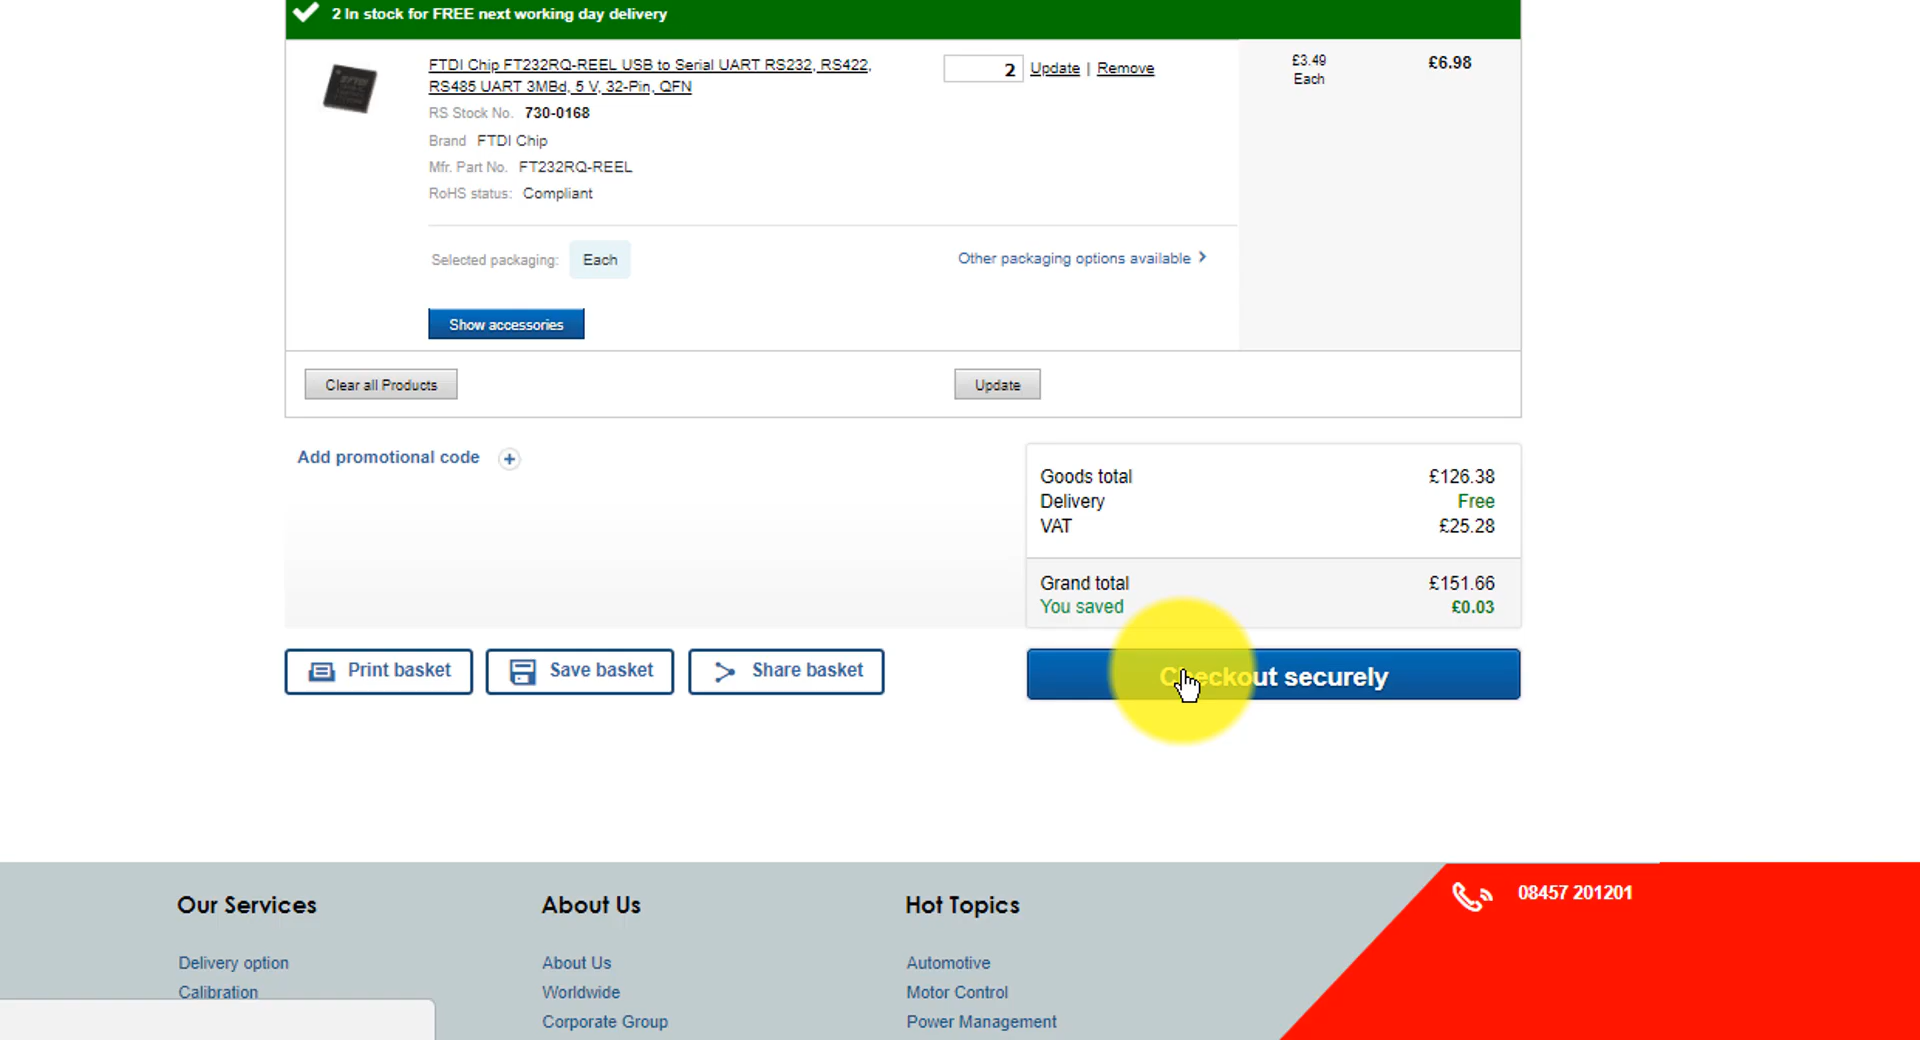 2 In stock for FREE next working day delivery
FTDI Chip FT232RQ-REEL USB to Serial UART RS232, RS422,
RS485 UART 3MBd, 5 V, 32-Pin, QFN
2 Update | Remove
£3.49
Each
£6.98
RS Stock No. 730-0168
Brand FTDI Chip
Mfr. Part No. FT232RQ-REEL
RoHS status: Compliant
Selected packaging: Each
Other packaging options available
Show accessories
Clear all Products
Update
Add promotional code +
Goods total £126.38
Delivery Free
VAT £25.28
Grand total £151.66
You saved £0.03
Print basket
Save basket
Share basket
Checkout securely
08457 201201
Our Services
Delivery option
Calibration
About Us
About Us
Worldwide
Corporate Group
Hot Topics
Automotive
Motor Control
Power Management